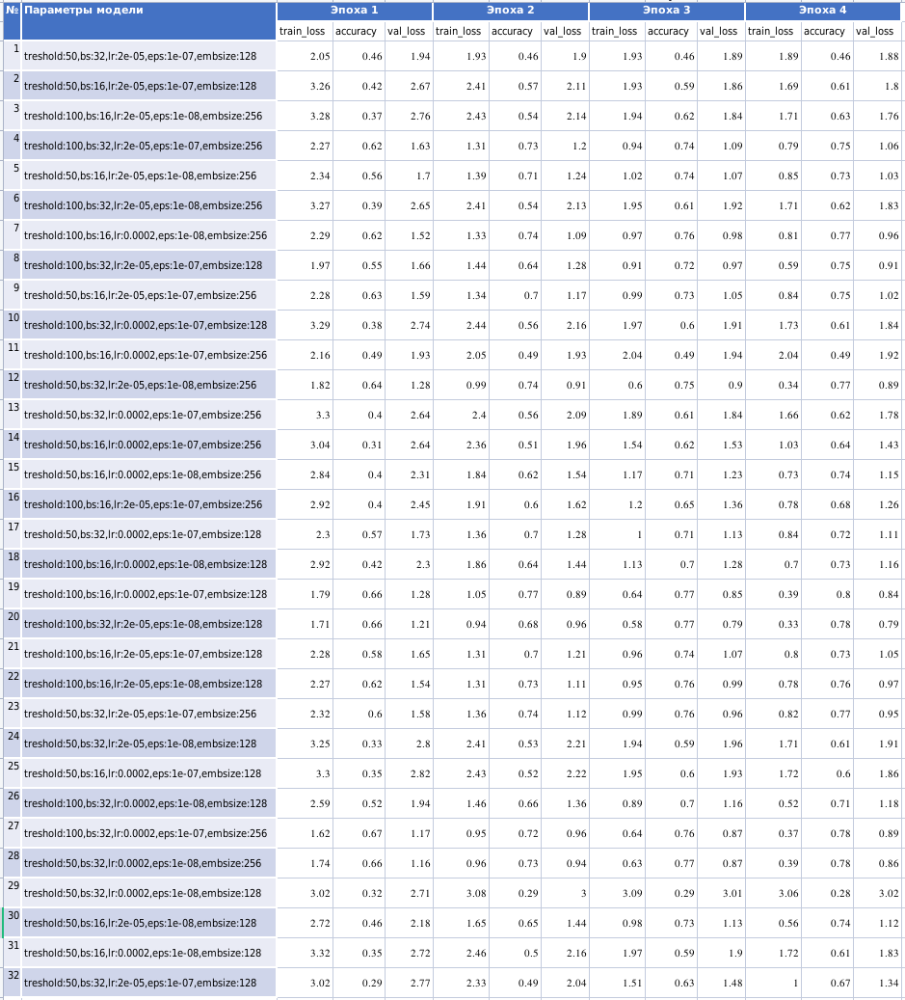 № Параметры модели Эпоха 1 Эпоха 2 Эпоха 3 Эпоха 4
train_loss accuracy val_loss train_loss accuracy val_loss train_loss accuracy val_loss train_loss accuracy val_loss
1 treshold:50,bs:32,lr:2e-05,eps:1e-07,embsize:128 2.05 0.46 1.94 1.93 0.46 1.9 1.93 0.46 1.89 1.89 0.46 1.88
2 treshold:50,bs:16,lr:2e-05,eps:1e-07,embsize:128 3.26 0.42 2.67 2.41 0.57 2.11 1.93 0.59 1.86 1.69 0.61 1.8
3 treshold:100,bs:16,lr:2e-05,eps:1e-08,embsize:256 3.28 0.37 2.76 2.43 0.54 2.14 1.94 0.62 1.84 1.71 0.63 1.76
4 treshold:100,bs:32,lr:2e-05,eps:1e-07,embsize:256 2.27 0.62 1.63 1.31 0.73 1.2 0.94 0.74 1.09 0.79 0.75 1.06
5 treshold:50,bs:16,lr:2e-05,eps:1e-08,embsize:256 2.34 0.56 1.7 1.39 0.71 1.24 1.02 0.74 1.07 0.85 0.73 1.03
6 treshold:100,bs:32,lr:2e-05,eps:1e-08,embsize:256 3.27 0.39 2.65 2.41 0.54 2.13 1.95 0.61 1.92 1.71 0.62 1.83
7 treshold:100,bs:16,lr:0.0002,eps:1e-08,embsize:256 2.29 0.62 1.52 1.33 0.74 1.09 0.97 0.76 0.98 0.81 0.77 0.96
8 treshold:100,bs:32,lr:2e-05,eps:1e-07,embsize:128 1.97 0.55 1.66 1.44 0.64 1.28 0.91 0.72 0.97 0.59 0.75 0.91
9 treshold:50,bs:16,lr:2e-05,eps:1e-07,embsize:256 2.28 0.63 1.59 1.34 0.7 1.17 0.99 0.73 1.05 0.84 0.75 1.02
10 treshold:100,bs:32,lr:0.0002,eps:1e-07,embsize:128 3.29 0.38 2.74 2.44 0.56 2.16 1.97 0.6 1.91 1.73 0.61 1.84
11 treshold:100,bs:16,lr:0.0002,eps:1e-07,embsize:256 2.16 0.49 1.93 2.05 0.49 1.93 2.04 0.49 1.94 2.04 0.49 1.92
12 treshold:50,bs:32,lr:2e-05,eps:1e-08,embsize:256 1.82 0.64 1.28 0.99 0.74 0.91 0.6 0.75 0.9 0.34 0.77 0.89
13 treshold:50,bs:32,lr:0.0002,eps:1e-07,embsize:256 3.3 0.4 2.64 2.4 0.56 2.09 1.89 0.61 1.84 1.66 0.62 1.78
14 treshold:50,bs:16,lr:0.0002,eps:1e-07,embsize:256 3.04 0.31 2.64 2.36 0.51 1.96 1.54 0.62 1.53 1.03 0.64 1.43
15 treshold:50,bs:16,lr:0.0002,eps:1e-08,embsize:256 2.84 0.4 2.31 1.84 0.62 1.54 1.17 0.71 1.23 0.73 0.74 1.15
16 treshold:100,bs:16,lr:2e-05,eps:1e-07,embsize:256 2.92 0.4 2.45 1.91 0.6 1.62 1.2 0.65 1.36 0.78 0.68 1.26
17 treshold:50,bs:32,lr:0.0002,eps:1e-07,embsize:128 2.3 0.57 1.73 1.36 0.7 1.28 1 0.71 1.13 0.84 0.72 1.11
18 treshold:100,bs:16,lr:0.0002,eps:1e-08,embsize:128 2.92 0.42 2.3 1.86 0.64 1.44 1.13 0.7 1.28 0.7 0.73 1.16
19 treshold:100,bs:16,lr:0.0002,eps:1e-07,embsize:128 1.79 0.66 1.28 1.05 0.77 0.89 0.64 0.77 0.85 0.39 0.8 0.84
20 treshold:100,bs:32,lr:2e-05,eps:1e-08,embsize:128 1.71 0.66 1.21 0.94 0.68 0.96 0.58 0.77 0.79 0.33 0.78 0.79
21 treshold:100,bs:16,lr:2e-05,eps:1e-07,embsize:128 2.28 0.58 1.65 1.31 0.7 1.21 0.96 0.74 1.07 0.8 0.73 1.05
22 treshold:100,bs:16,lr:2e-05,eps:1e-08,embsize:128 2.27 0.62 1.54 1.31 0.73 1.11 0.95 0.76 0.99 0.78 0.76 0.97
23 treshold:50,bs:32,lr:2e-05,eps:1e-07,embsize:256 2.32 0.6 1.58 1.36 0.74 1.12 0.99 0.76 0.96 0.82 0.77 0.95
24 treshold:50,bs:32,lr:2e-05,eps:1e-08,embsize:128 3.25 0.33 2.8 2.41 0.53 2.21 1.94 0.59 1.96 1.71 0.61 1.91
25 treshold:50,bs:16,lr:0.0002,eps:1e-07,embsize:128 3.3 0.35 2.82 2.43 0.52 2.22 1.95 0.6 1.93 1.72 0.6 1.86
26 treshold:100,bs:32,lr:0.0002,eps:1e-08,embsize:128 2.59 0.52 1.94 1.46 0.66 1.36 0.89 0.7 1.16 0.52 0.71 1.18
27 treshold:100,bs:32,lr:0.0002,eps:1e-07,embsize:256 1.62 0.67 1.17 0.95 0.72 0.96 0.64 0.76 0.87 0.37 0.78 0.89
28 treshold:50,bs:32,lr:0.0002,eps:1e-08,embsize:256 1.74 0.66 1.16 0.96 0.73 0.94 0.63 0.77 0.87 0.39 0.78 0.86
29 treshold:50,bs:32,lr:0.0002,eps:1e-08,embsize:128 3.02 0.32 2.71 3.08 0.29 3 3.09 0.29 3.01 3.06 0.28 3.02
30 treshold:50,bs:16,lr:2e-05,eps:1e-08,embsize:128 2.72 0.46 2.18 1.65 0.65 1.44 0.98 0.73 1.13 0.56 0.74 1.12
31 treshold:50,bs:16,lr:0.0002,eps:1e-08,embsize:128 3.32 0.35 2.72 2.46 0.5 2.16 1.97 0.59 1.9 1.72 0.61 1.83
32 treshold:50,bs:32,lr:2e-05,eps:1e-07,embsize:128 3.02 0.29 2.77 2.33 0.49 2.04 1.51 0.63 1.48 1 0.67 1.34